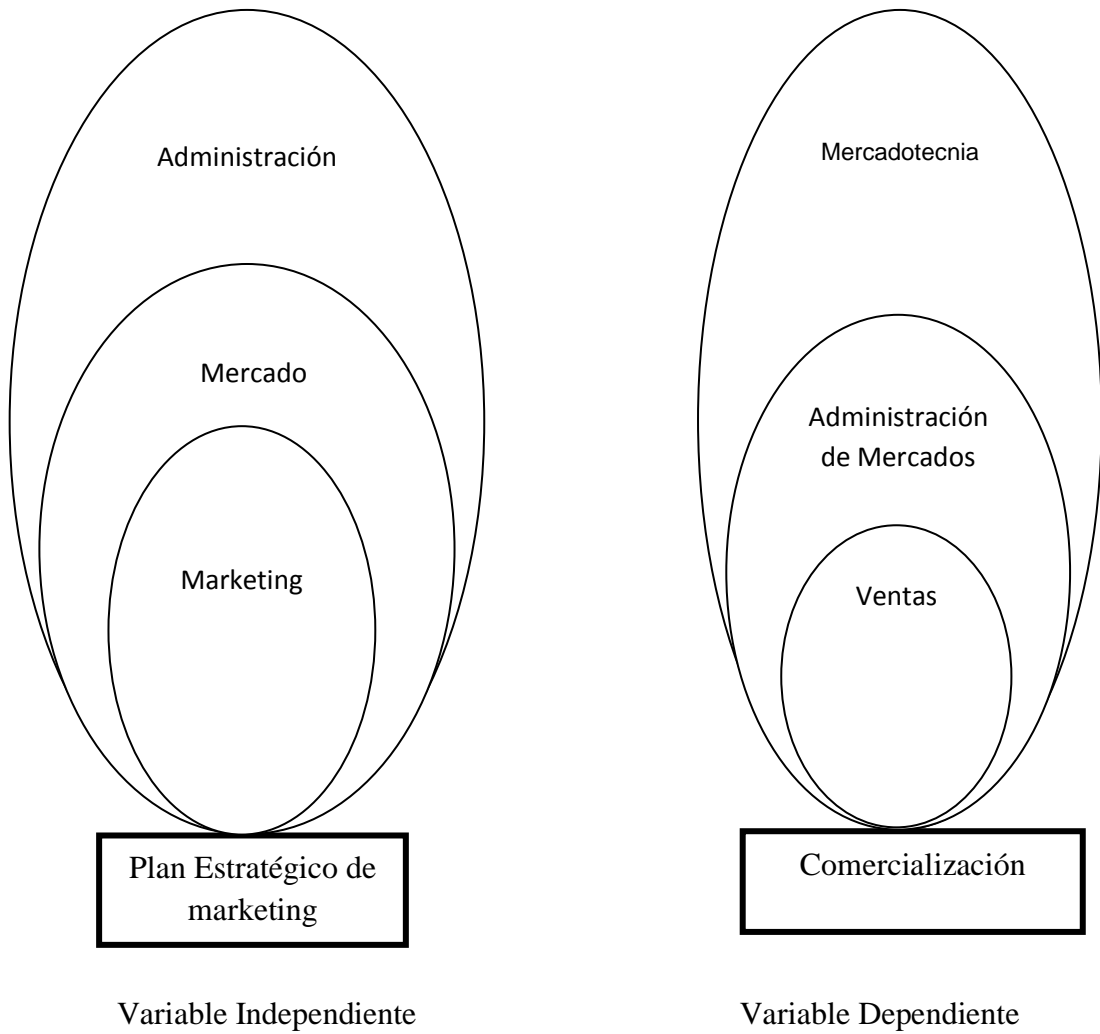 Administración
Mercado
Marketing
Plan Estratégico de
marketing
Variable Independiente
Mercadotecnia
Administración
de Mercados
Ventas
Comercialización
Variable Dependiente